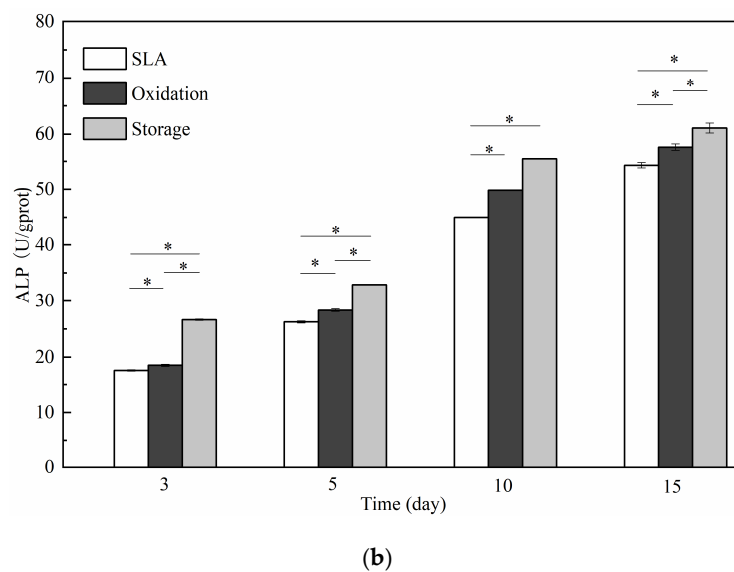 80
70
60
50
40
30
20
10
0
ALP (U/gprot)
SLA
Oxidation
Storage
* * *
* * *
* *
* * *
3 5 10 15
Time (day)
(b)